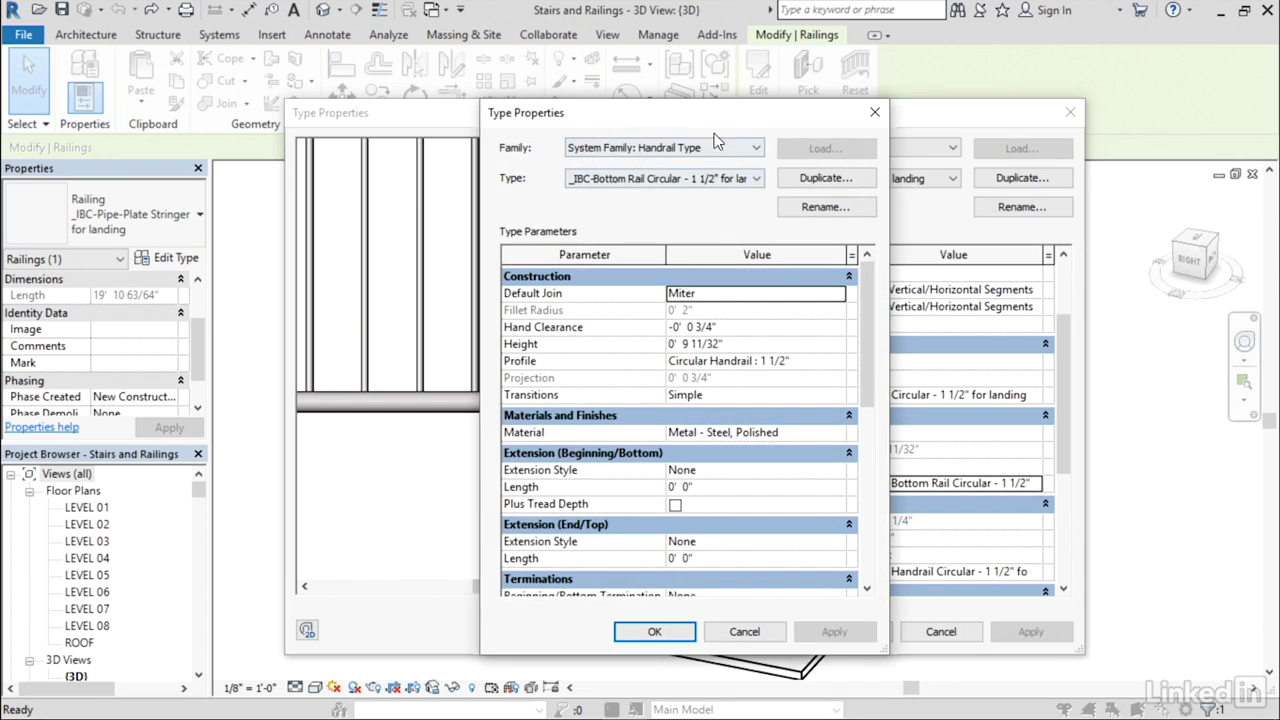 Stairs and Railings - 3D View: {3D}
Type a keyword or phrase
Sign In
File
Architecture
Structure
Systems
Insert
Annotate
Analyze
Massing & Site
Collaborate
View
Manage
Add-Ins
Modify | Railings
Modify
Properties
Paste
Cope
Cut
Join
Edit
Pick
Reset
Select
Properties
Clipboard
Geometry
Modify | Railings
Properties
Railing
_IBC-Pipe-Plate Stringer
for landing
Railings (1)
Edit Type
Dimensions
Length 19' 10 63/64"
Identity Data
Image
Comments
Mark
Phasing
Phase Created New Construct...
Phase Demoli None
Properties help
Apply
Project Browser - Stairs and Railings
Views (all)
Floor Plans
LEVEL 01
LEVEL 02
LEVEL 03
LEVEL 04
LEVEL 05
LEVEL 06
LEVEL 07
LEVEL 08
ROOF
3D Views
{3D}
Type Properties
Type Properties
Family: System Family: Handrail Type Load...
Type: _IBC-Bottom Rail Circular - 1 1/2" for lar Duplicate...
Rename...
Type Parameters
Parameter Value =
Construction
Default Join Miter
Fillet Radius 0' 2"
Hand Clearance -0' 0 3/4"
Height 0' 9 11/32"
Profile Circular Handrail : 1 1/2"
Projection 0' 0 3/4"
Transitions Simple
Materials and Finishes
Material Metal - Steel, Polished
Extension (Beginning/Bottom)
Extension Style None
Length 0' 0"
Plus Tread Depth
Extension (End/Top)
Extension Style None
Length 0' 0"
Terminations
Beginning/Bottom Termination None
OK
Cancel
Apply
Load...
landing
Duplicate...
Rename...
Value =
Vertical/Horizontal Segments
Vertical/Horizontal Segments
Circular - 1 1/2" for landing
11/32"
Bottom Rail Circular - 1 1/2"
1/4"
Handrail Circular - 1 1/2" fo
Cancel
Apply
RIGHT
1/8" = 1'-0"
Ready
:0
Main Model
:1
Linked in